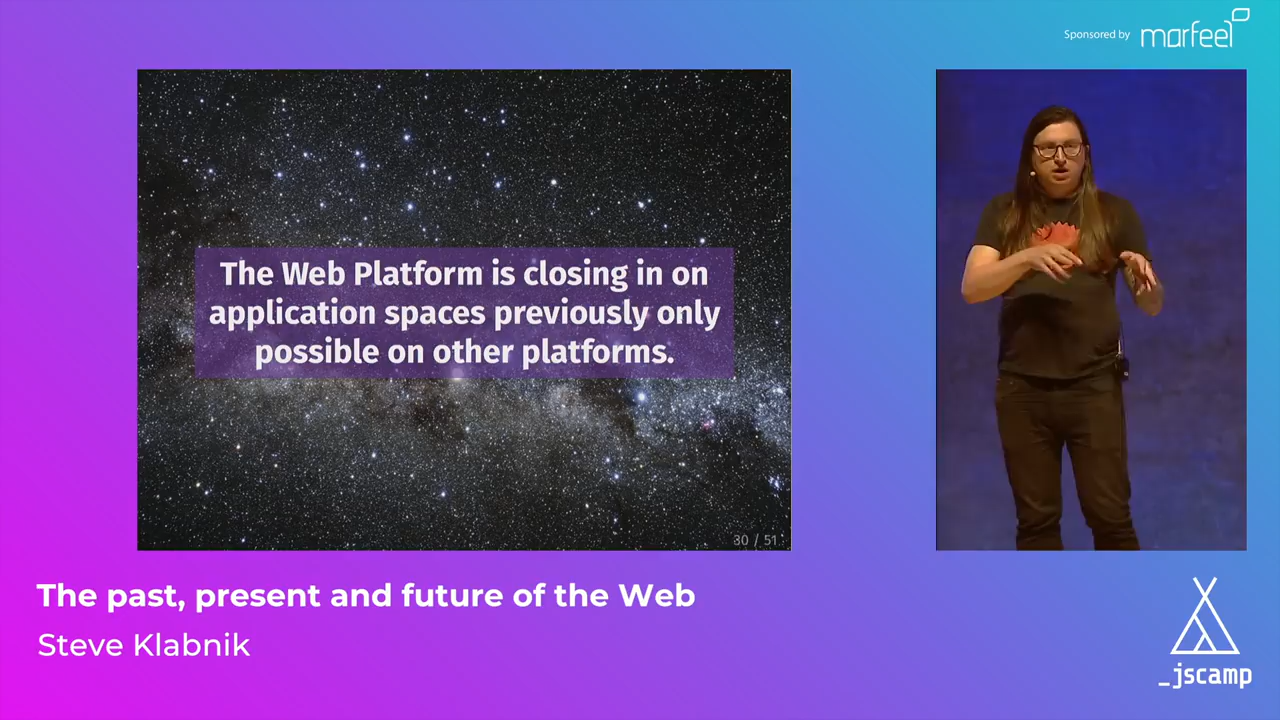 Sponsored by marfeel
The Web Platform is closing in on
application spaces previously only
possible on other platforms.
30 / 51
The past, present and future of the Web
Steve Klabnik
_jscamp